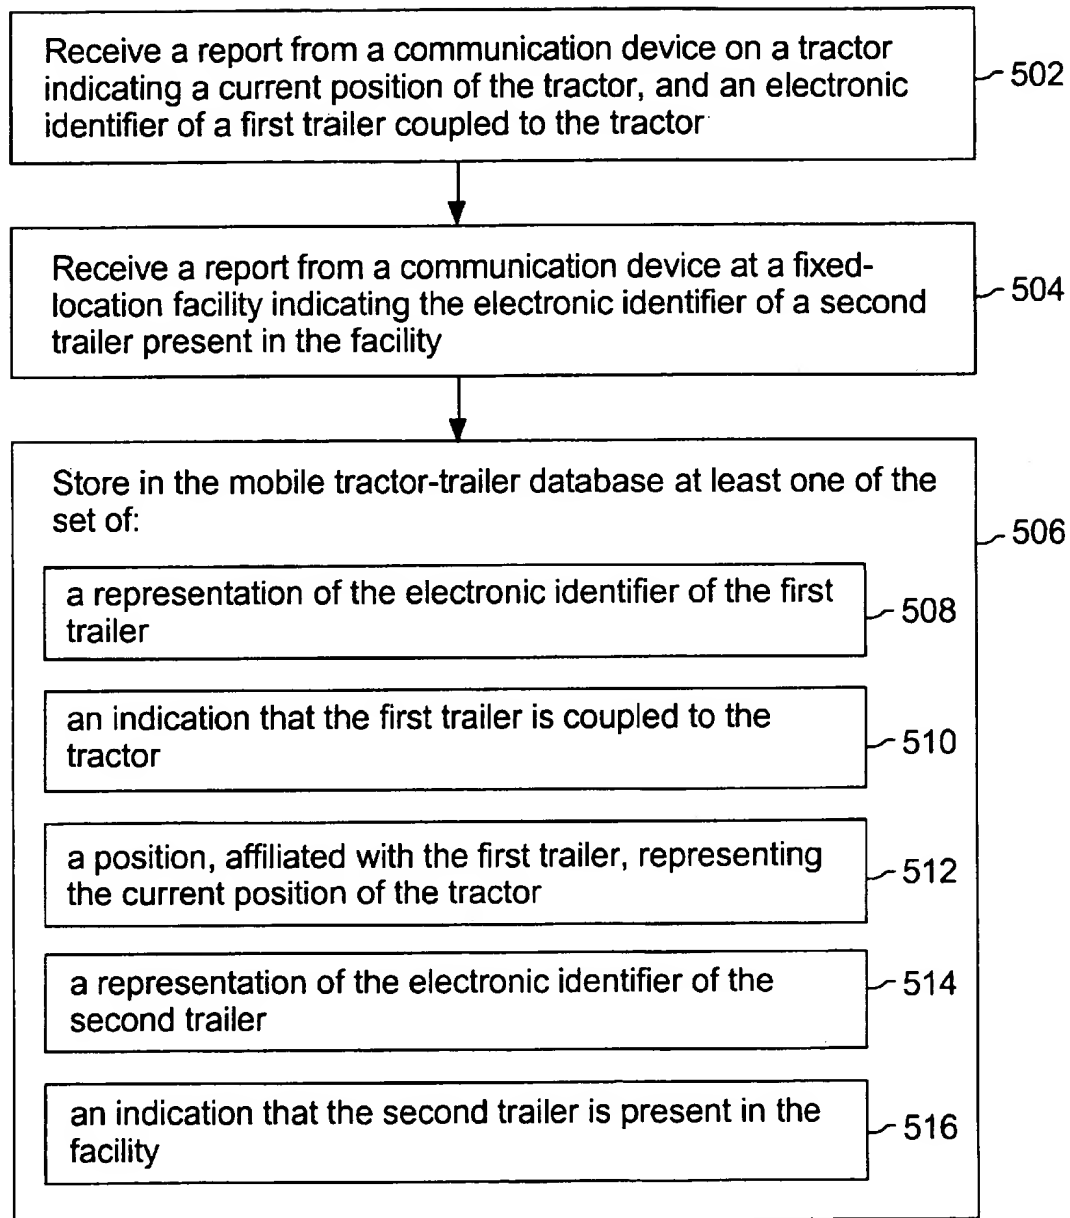 Receive a report from a communication device on a tractor
indicating a current position of the tractor, and an electronic
identifier of a first trailer coupled to the tractor
502
Receive a report from a communication device at a fixed-
location facility indicating the electronic identifier of a second
trailer present in the facility
504
Store in the mobile tractor-trailer database at least one of the
set of:
506
a representation of the electronic identifier of the first
trailer
508
an indication that the first trailer is coupled to the
tractor
510
a position, affiliated with the first trailer, representing
the current position of the tractor
512
a representation of the electronic identifier of the
second trailer
514
an indication that the second trailer is present in the
facility
516